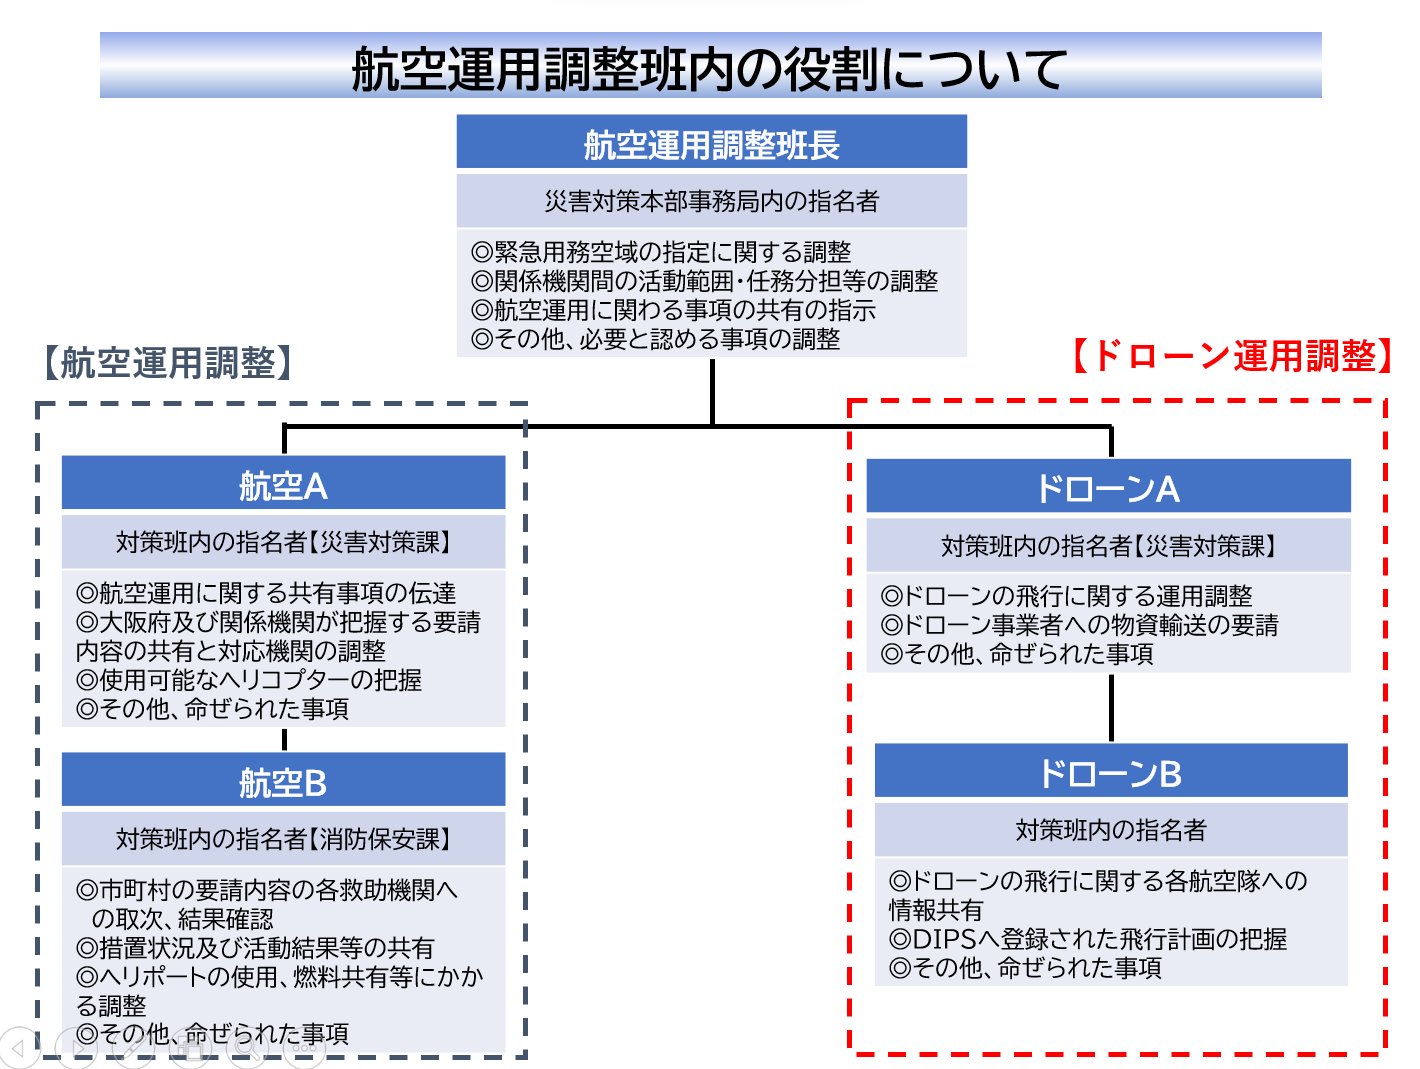 航空運用調整班内の役割について
航空運用調整班長
災害対策本部事務局内の指名者
◎緊急用務空域の指定に関する調整
◎関係機関間の活動範囲・任務分担等の調整
◎航空運用に関わる事項の共有の指示
◎その他、必要と認める事項の調整
【航空運用調整】
航空A
対策班内の指名者【災害対策課】
◎航空運用に関する共有事項の伝達
◎大阪府及び関係機関が把握する要請
内容の共有と対応機関の調整
◎使用可能なヘリコプターの把握
◎その他、命ぜられた事項
航空B
対策班内の指名者【消防保安課】
◎市町村の要請内容の各救助機関へ
の取次、結果確認
◎措置状況及び活動結果等の共有
◎ヘリポートの使用、燃料共有等にかか
る調整
◎その他、命ぜられた事項
【ドローン運用調整】
ドローンA
対策班内の指名者【災害対策課】
◎ドローンの飛行に関する運用調整
◎ドローン事業者への物資輸送の要請
◎その他、命ぜられた事項
ドローンB
対策班内の指名者
◎ドローンの飛行に関する各航空隊への
情報共有
◎DIPSへ登録された飛行計画の把握
◎その他、命ぜられた事項